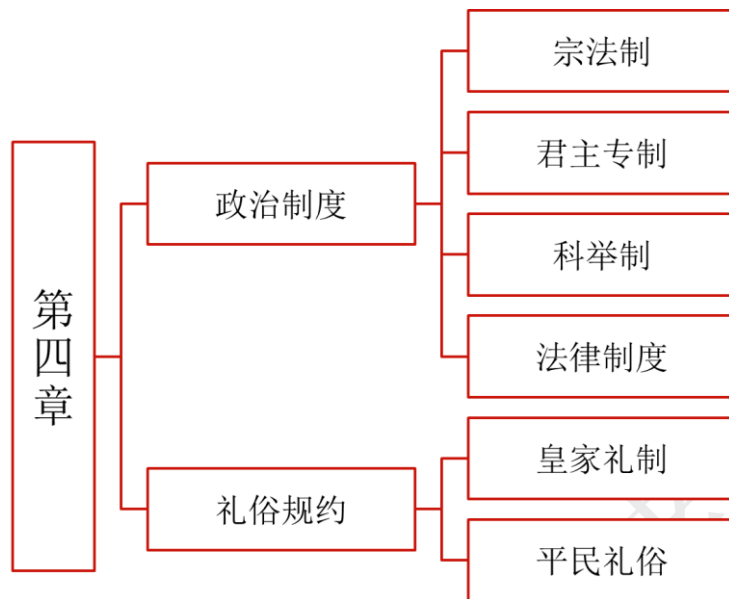 第四章
政治制度
宗法制
君主专制
科举制
法律制度
礼俗规约
皇家礼制
平民礼俗